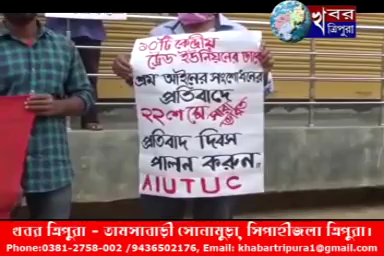 খবর
ত্রিপুরা
১০টি কেন্দ্রীয়
ট্রেড ইউনিয়নের ডাকে
শ্রম আইনের সংশোধনের
প্রতিবাদে
২২শে মে
প্রতিবাদ দিবস
পালন করুন।
AIUTUC
খবর ত্রিপুরা - তামসাবাড়ী সোনামুড়া, সিপাহীজলা ত্রিপুরা।
Phone:0381-2758-002 /9436502176, Email: khabartripura1@gmail.com